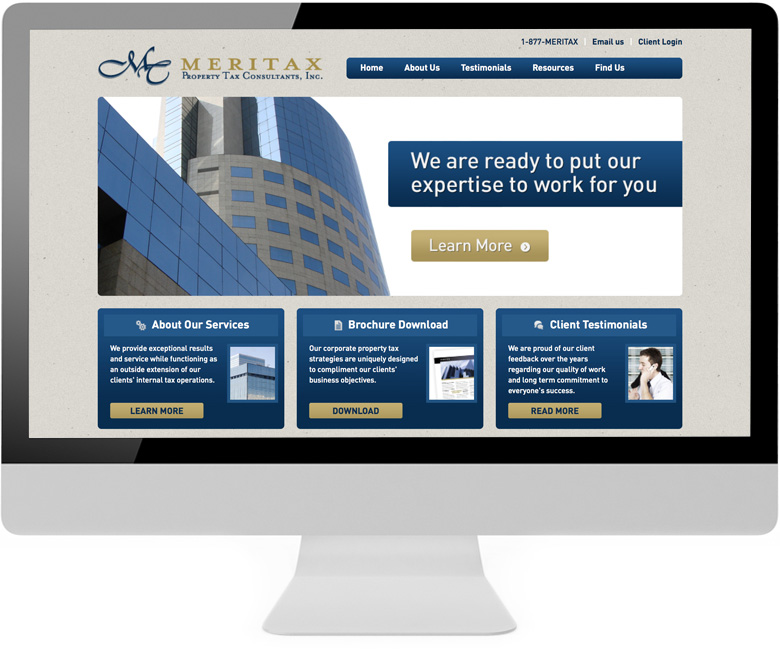 1-877-MERITAX | Email us | Client Login
MC MERITAX
Property Tax Consultants, Inc.
Home About Us Testimonials Resources Find Us
We are ready to put our
expertise to work for you
Learn More
About Our Services
We provide exceptional results
and service while functioning as
an outside extension of our
clients' internal tax operations.
LEARN MORE
Brochure Download
Our corporate property tax
strategies are uniquely designed
to compliment our clients'
business objectives.
DOWNLOAD
Client Testimonials
We are proud of our client
feedback over the years
regarding our quality of work
and long term commitment to
everyone's success.
READ MORE